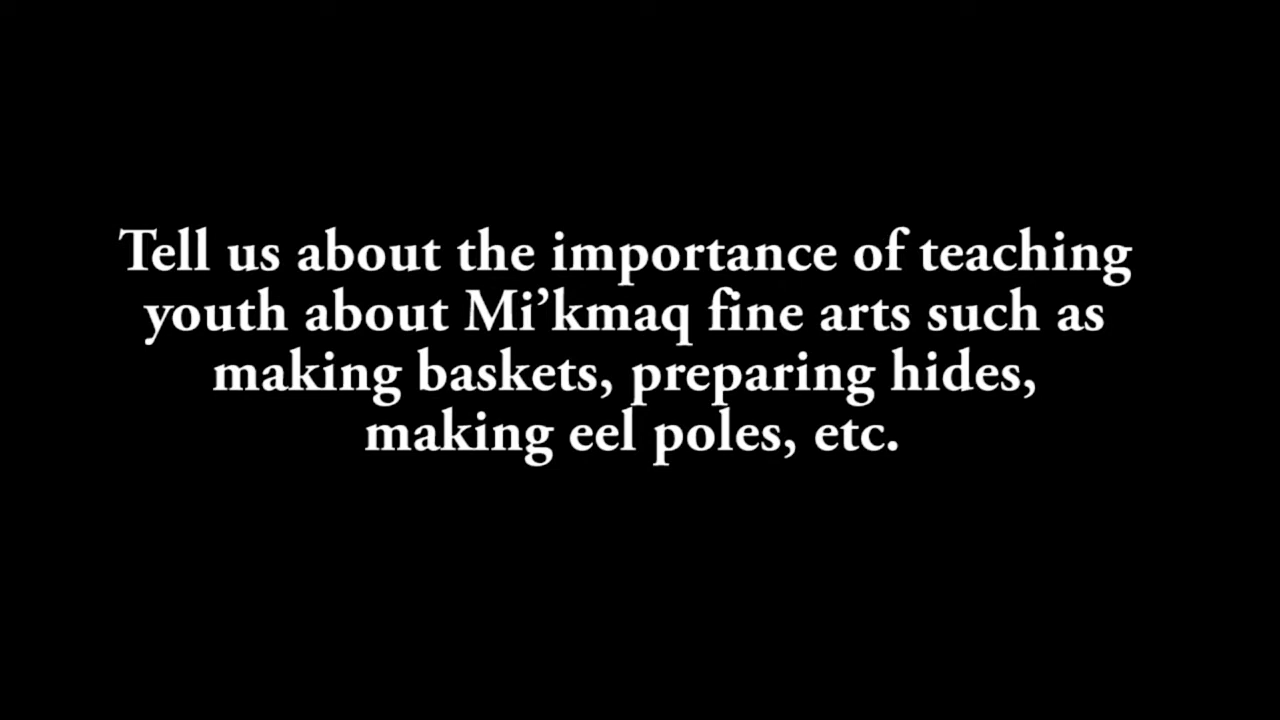 Tell us about the importance of teaching
youth about Mi’kmaq fine arts such as
making baskets, preparing hides,
making eel poles, etc.